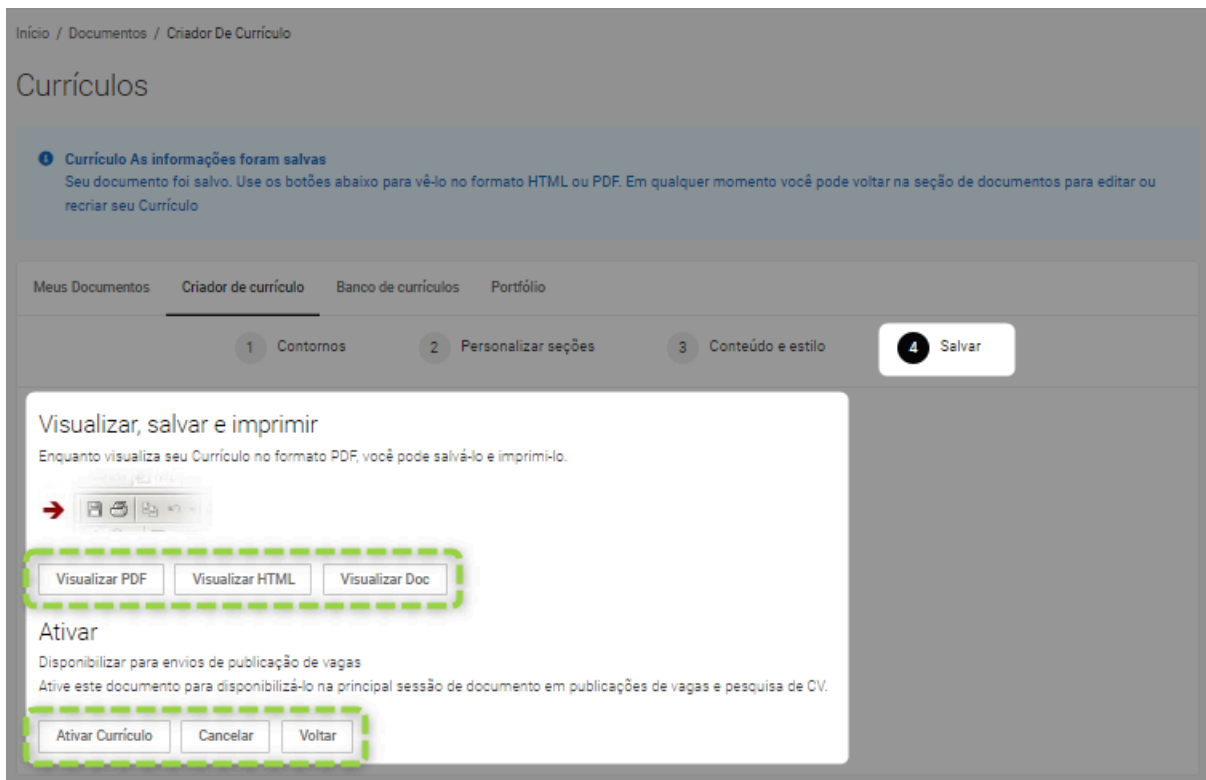 Início / Documentos / Criador De Currículo
Currículos
Currículo As informações foram salvas
Seu documento foi salvo. Use os botões abaixo para vê-lo no formato HTML ou PDF. Em qualquer momento você pode voltar na seção de documentos para editar ou
recriar seu Currículo
Meus Documentos Criador de currículo Banco de currículos Portfólio
1 Contornos 2 Personalizar seções 3 Conteúdo e estilo 4 Salvar
Visualizar, salvar e imprimir
Enquanto visualiza seu Currículo no formato PDF, você pode salvá-lo e imprimi-lo.
Visualizar PDF Visualizar HTML Visualizar Doc
Ativar
Disponibilizar para envios de publicação de vagas
Ative este documento para disponibilizá-lo na principal sessão de documento em publicações de vagas e pesquisa de CV.
Ativar Currículo Cancelar Voltar